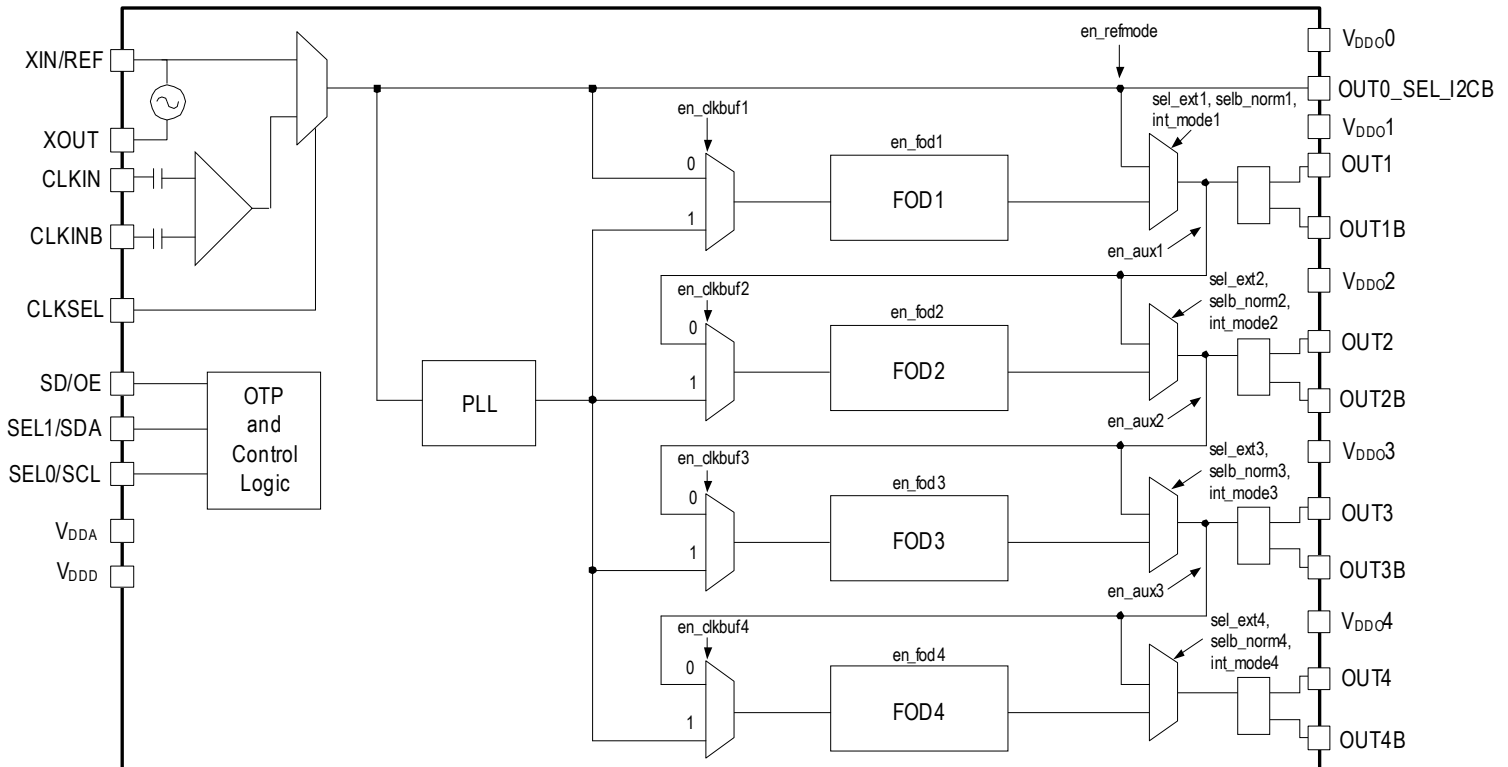 XIN/REF
XOUT
CLKIN
CLKINB
CLKSEL
SD/OE
SEL1/SDA
SEL0/SCL
VDDA
VDDD
OTP
and
Control
Logic
PLL
en_refmode
en_clkbuf1
0
1
en_fod1
FOD1
sel_ext1, selb_norm1,
int_mode1
en_aux1
en_clkbuf2
0
1
en_fod2
FOD2
sel_ext2,
selb_norm2,
int_mode2
en_aux2
en_clkbuf3
0
1
en_fod3
FOD3
sel_ext3,
selb_norm3,
int_mode3
en_aux3
en_clkbuf4
0
1
en_fod4
FOD4
sel_ext4,
selb_norm4,
int_mode4
VDDO0
OUT0_SEL_I2CB
VDDO1
OUT1
OUT1B
VDDO2
OUT2
OUT2B
VDDO3
OUT3
OUT3B
VDDO4
OUT4
OUT4B